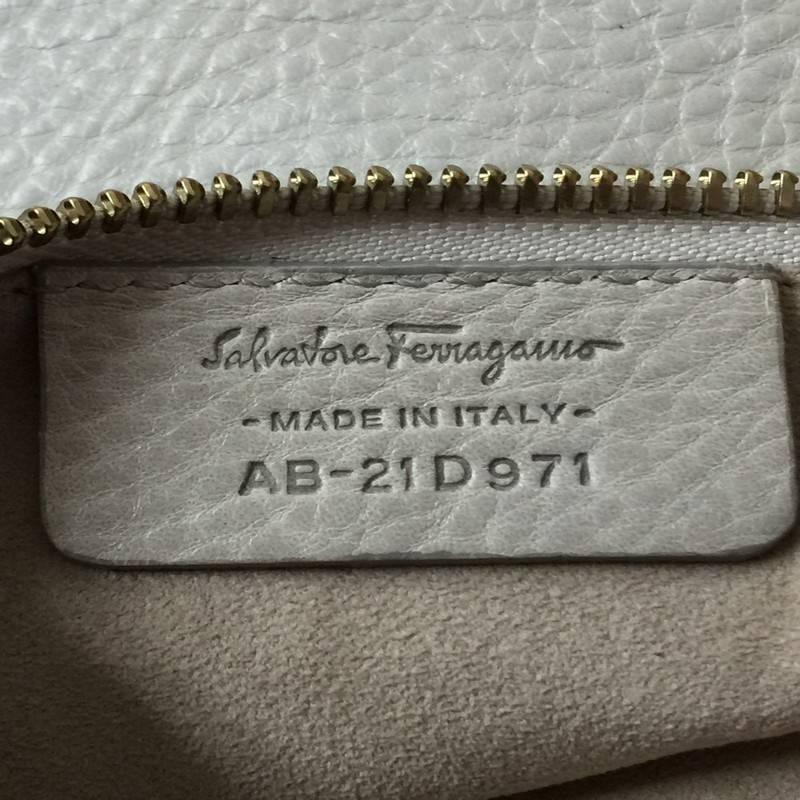 Salvatore Ferragamo
-MADE IN ITALY-
AB-21D971